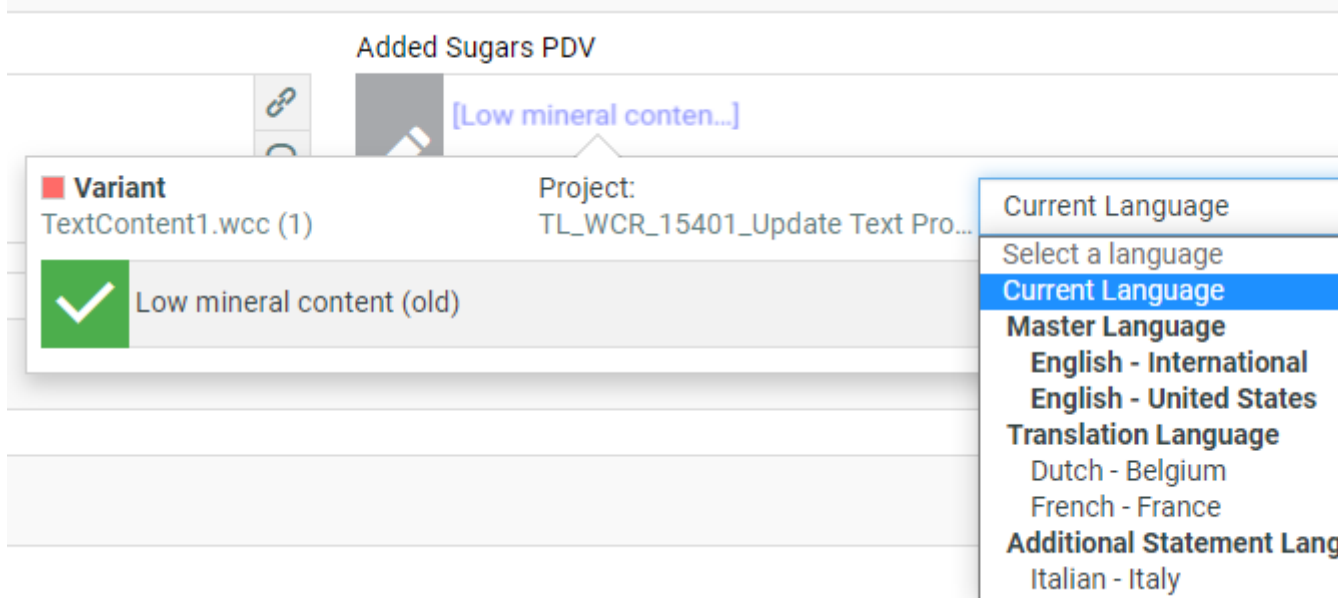 Added Sugars PDV
[Low mineral conten...]
Variant
TextContent1.wcc (1)
Project:
TL_WCR_15401_Update Text Pro...
Low mineral content (old)
Current Language
Select a language
Current Language
Master Language
English - International
English - United States
Translation Language
Dutch - Belgium
French - France
Additional Statement Lang
Italian - Italy